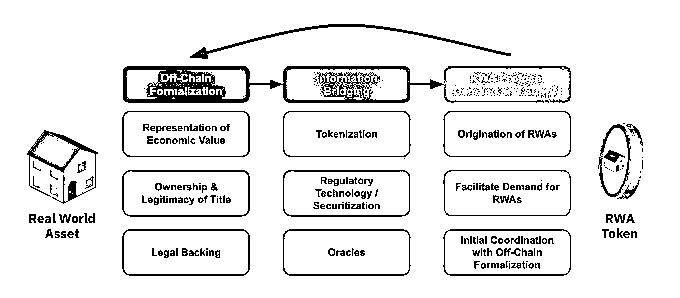 Off-Chain
Formalization
Information
Bridging
Representation of
Economic Value
Tokenization
Origination of RWAs
Ownership &
Legitimacy of Title
Regulatory
Technology /
Securitization
Facilitate Demand for
RWAs
Legal Backing
Oracles
Initial Coordination
with Off-Chain
Formalization
Real World
Asset
RWA
Token